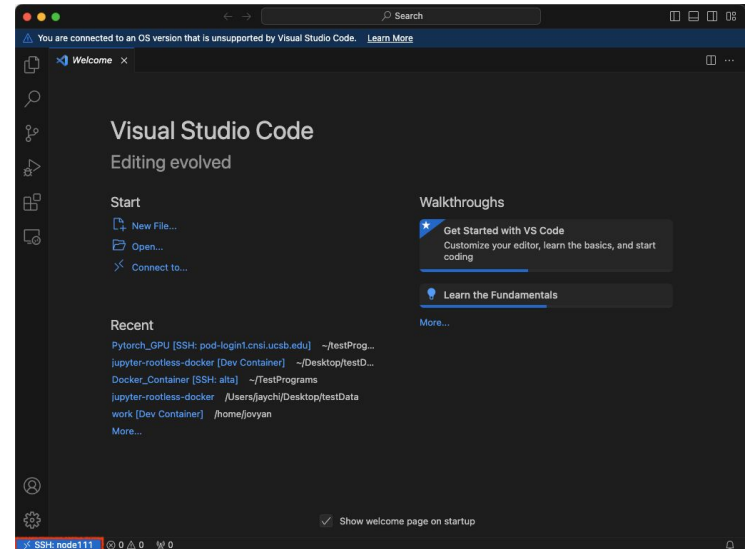 Search
You are connected to an OS version that is unsupported by Visual Studio Code. Learn More
Welcome
Visual Studio Code
Editing evolved
Start
New File...
Open...
Connect to...
Recent
Pytorch_GPU [SSH: pod-login1.cnsi.ucsb.edu] ~/testProg...
jupyter-rootless-docker [Dev Container] ~/Desktop/testD...
Docker_Container [SSH: alta] ~/TestPrograms
jupyter-rootless-docker /Users/jaychi/Desktop/testData
work [Dev Container] /home/jovyan
More...
Walkthroughs
Get Started with VS Code
Customize your editor, learn the basics, and start
coding
Learn the Fundamentals
More...
Show welcome page on startup
SSH: node111 0 0 0